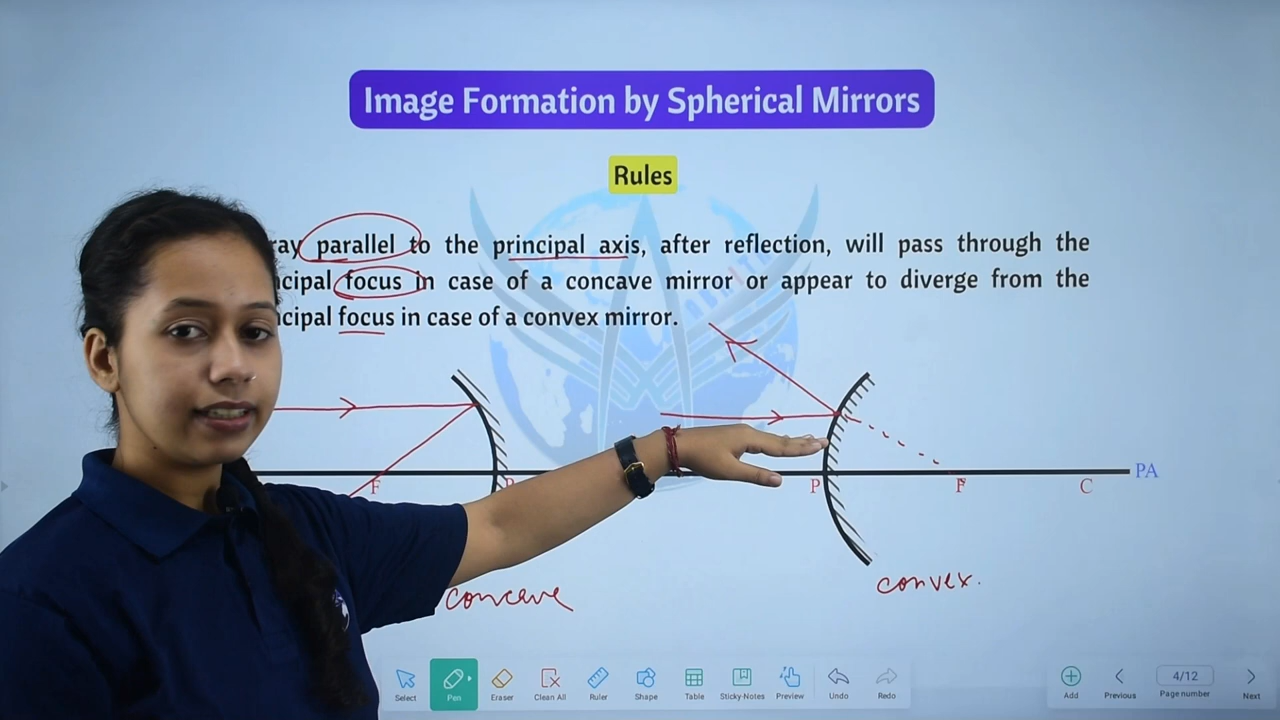 Image Formation by Spherical Mirrors
Rules
ray parallel to the principal axis, after reflection, will pass through the
ncipal focus in case of a concave mirror or appear to diverge from the
ncipal focus in case of a convex mirror.
F P P F C PA
concave convex.
Select Pen Eraser Clean All Ruler Shape Table Sticky-Notes Preview Undo Redo Add Previous 4/12 Page number Next